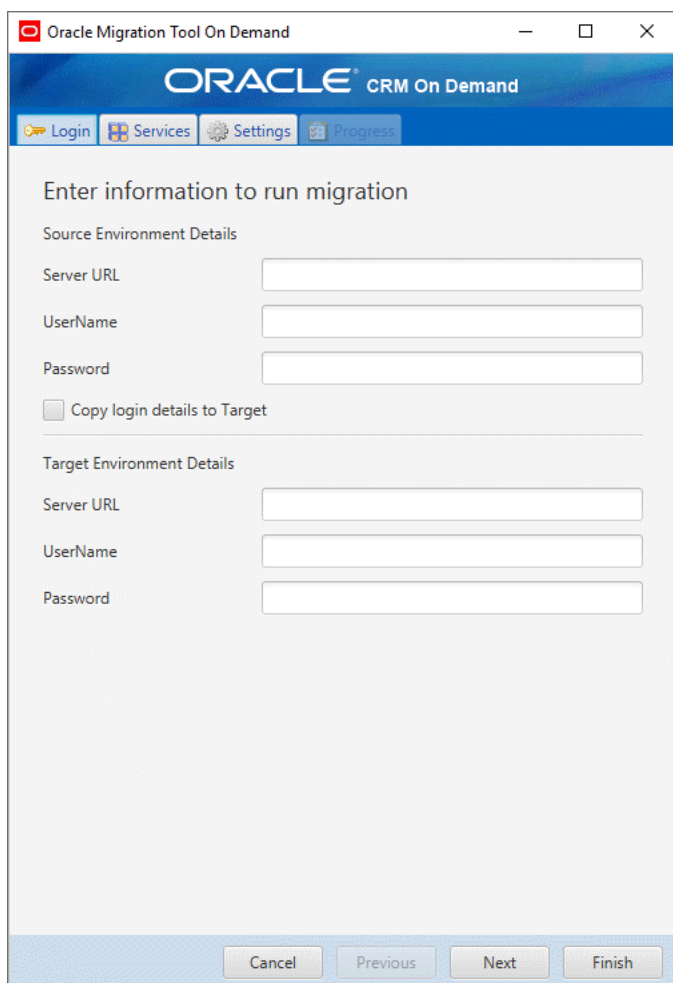 Oracle Migration Tool On Demand
ORACLE CRM On Demand
Login Services Settings Progress
Enter information to run migration
Source Environment Details
Server URL
UserName
Password
Copy login details to Target
Target Environment Details
Server URL
UserName
Password
Cancel Previous Next Finish